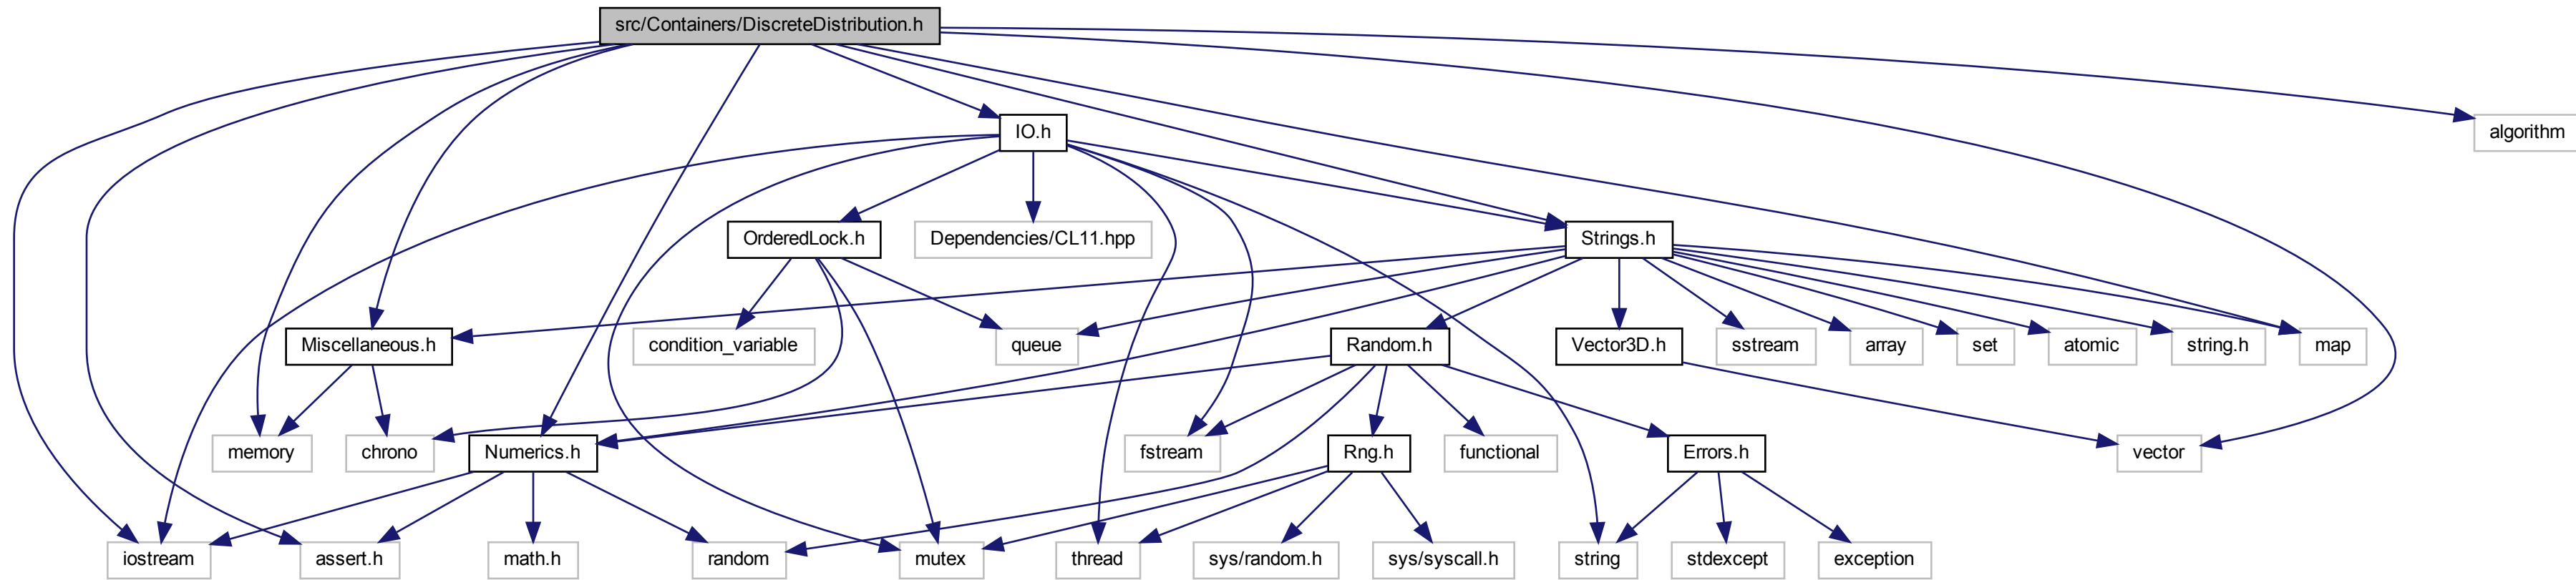 src/Containers/DiscreteDistribution.h
IO.h
algorithm
OrderedLock.h
Dependencies/CL11.hpp
Strings.h
Miscellaneous.h
condition_variable
queue
Random.h
Vector3D.h
sstream
array
set
atomic
string.h
map
memory
chrono
Numerics.h
fstream
Rng.h
functional
Errors.h
vector
iostream
assert.h
math.h
random
mutex
thread
sys/random.h
sys/syscall.h
string
stdexcept
exception